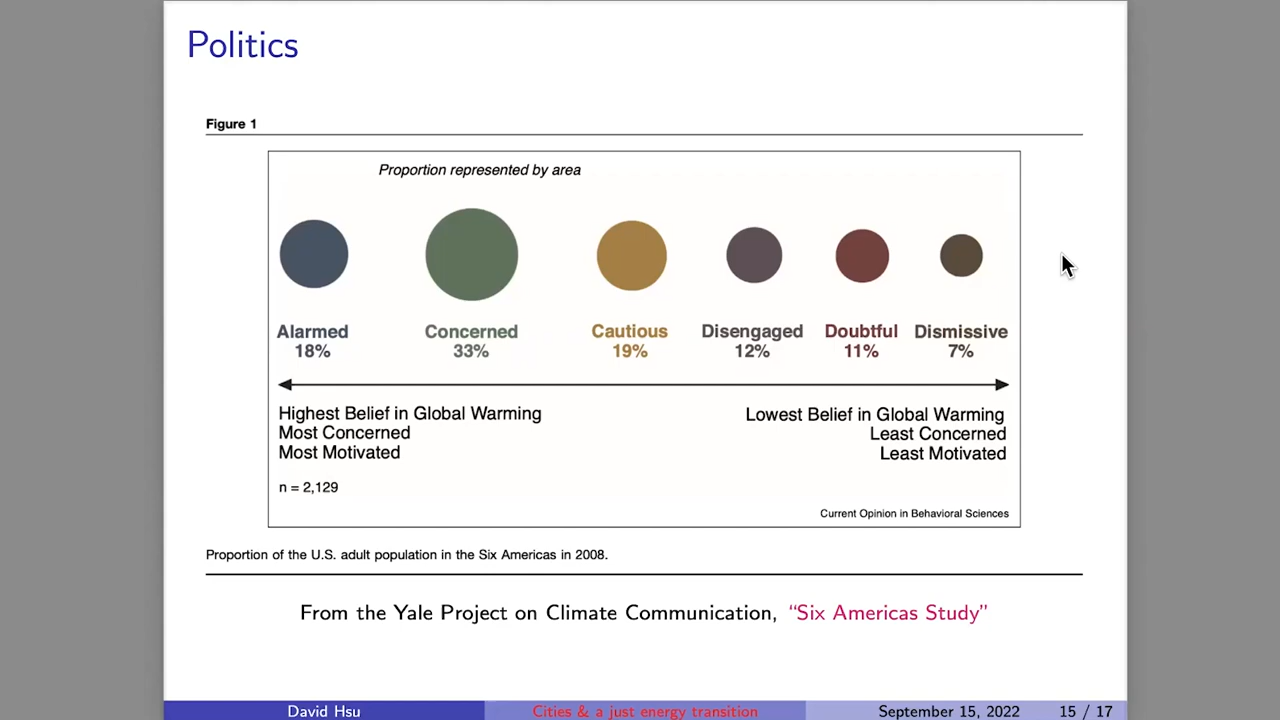 Politics
Figure 1
Proportion represented by area
Alarmed Concerned Cautious Disengaged Doubtful Dismissive
18% 33% 19% 12% 11% 7%
Highest Belief in Global Warming
Most Concerned
Most Motivated
Lowest Belief in Global Warming
Least Concerned
Least Motivated
n = 2,129
Current Opinion in Behavioral Sciences
Proportion of the U.S. adult population in the Six Americas in 2008.
From the Yale Project on Climate Communication, “Six Americas Study”
David Hsu Cities & a just energy transition September 15, 2022 15 / 17